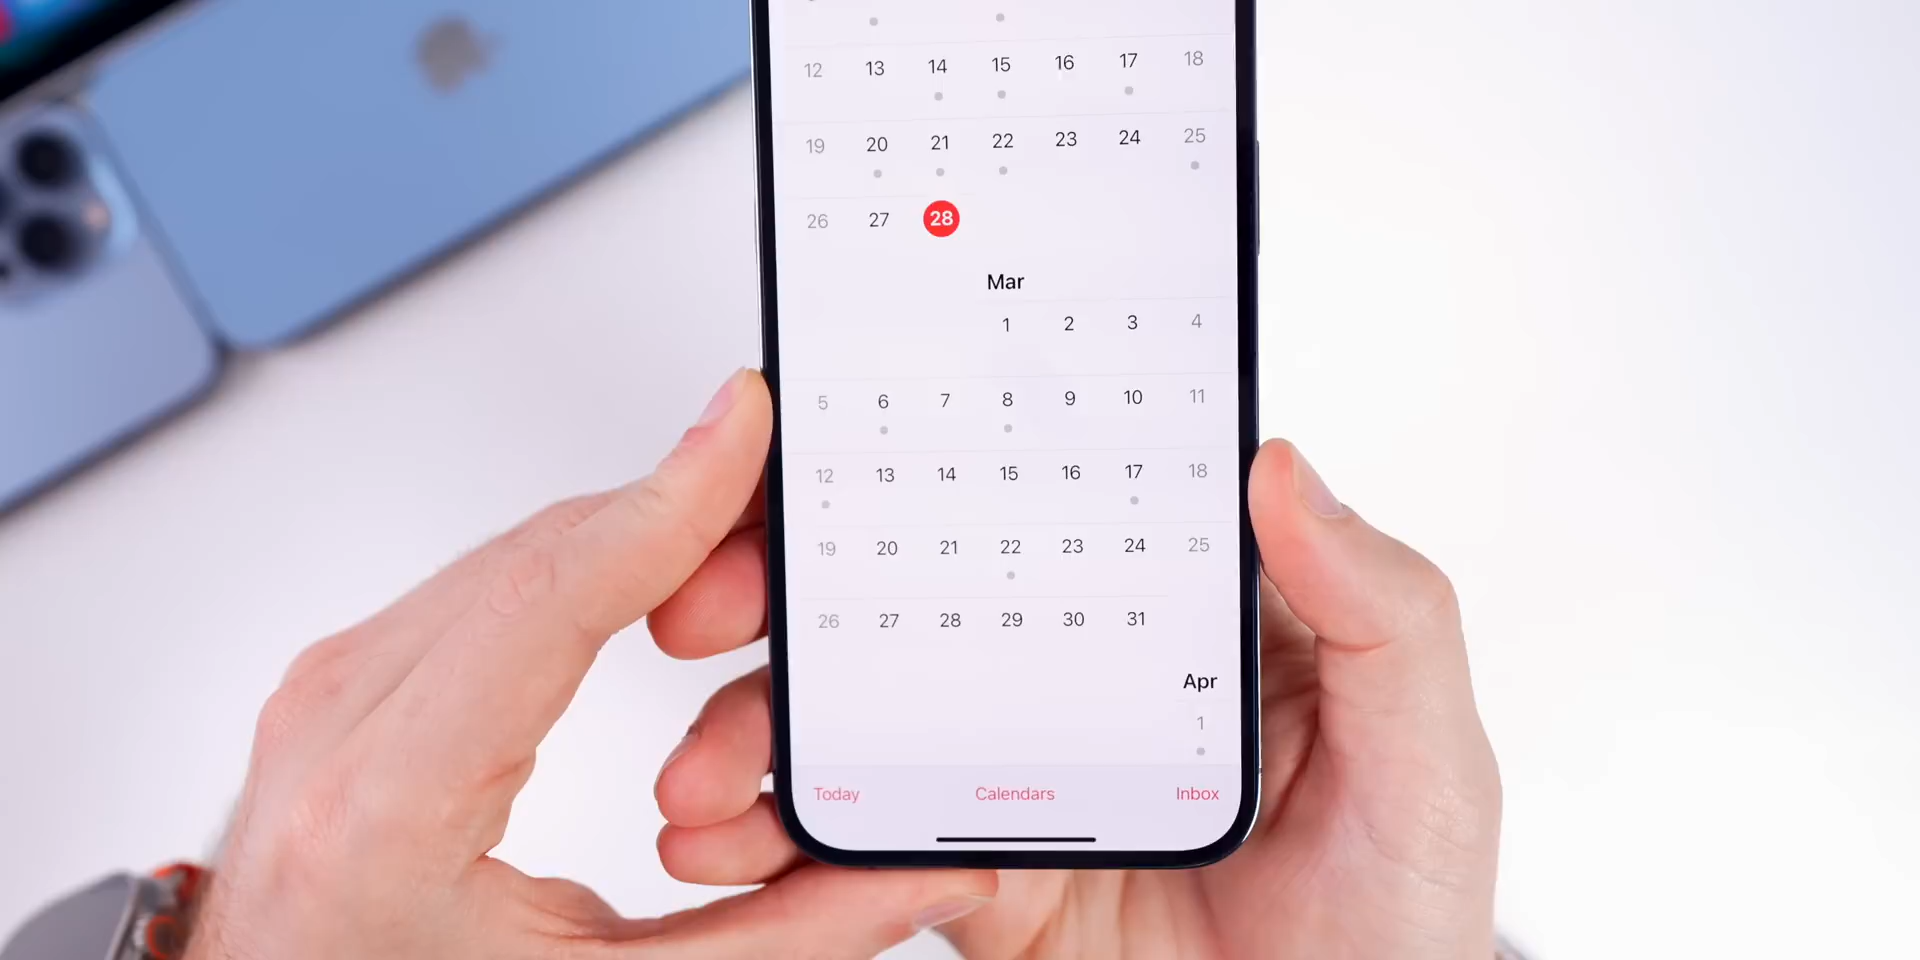 12 13 14 15 16 17 18
19 20 21 22 23 24 25
26 27 28
Mar
1 2 3 4
5 6 7 8 9 10 11
12 13 14 15 16 17 18
19 20 21 22 23 24 25
26 27 28 29 30 31
Apr
1
Today Calendars Inbox